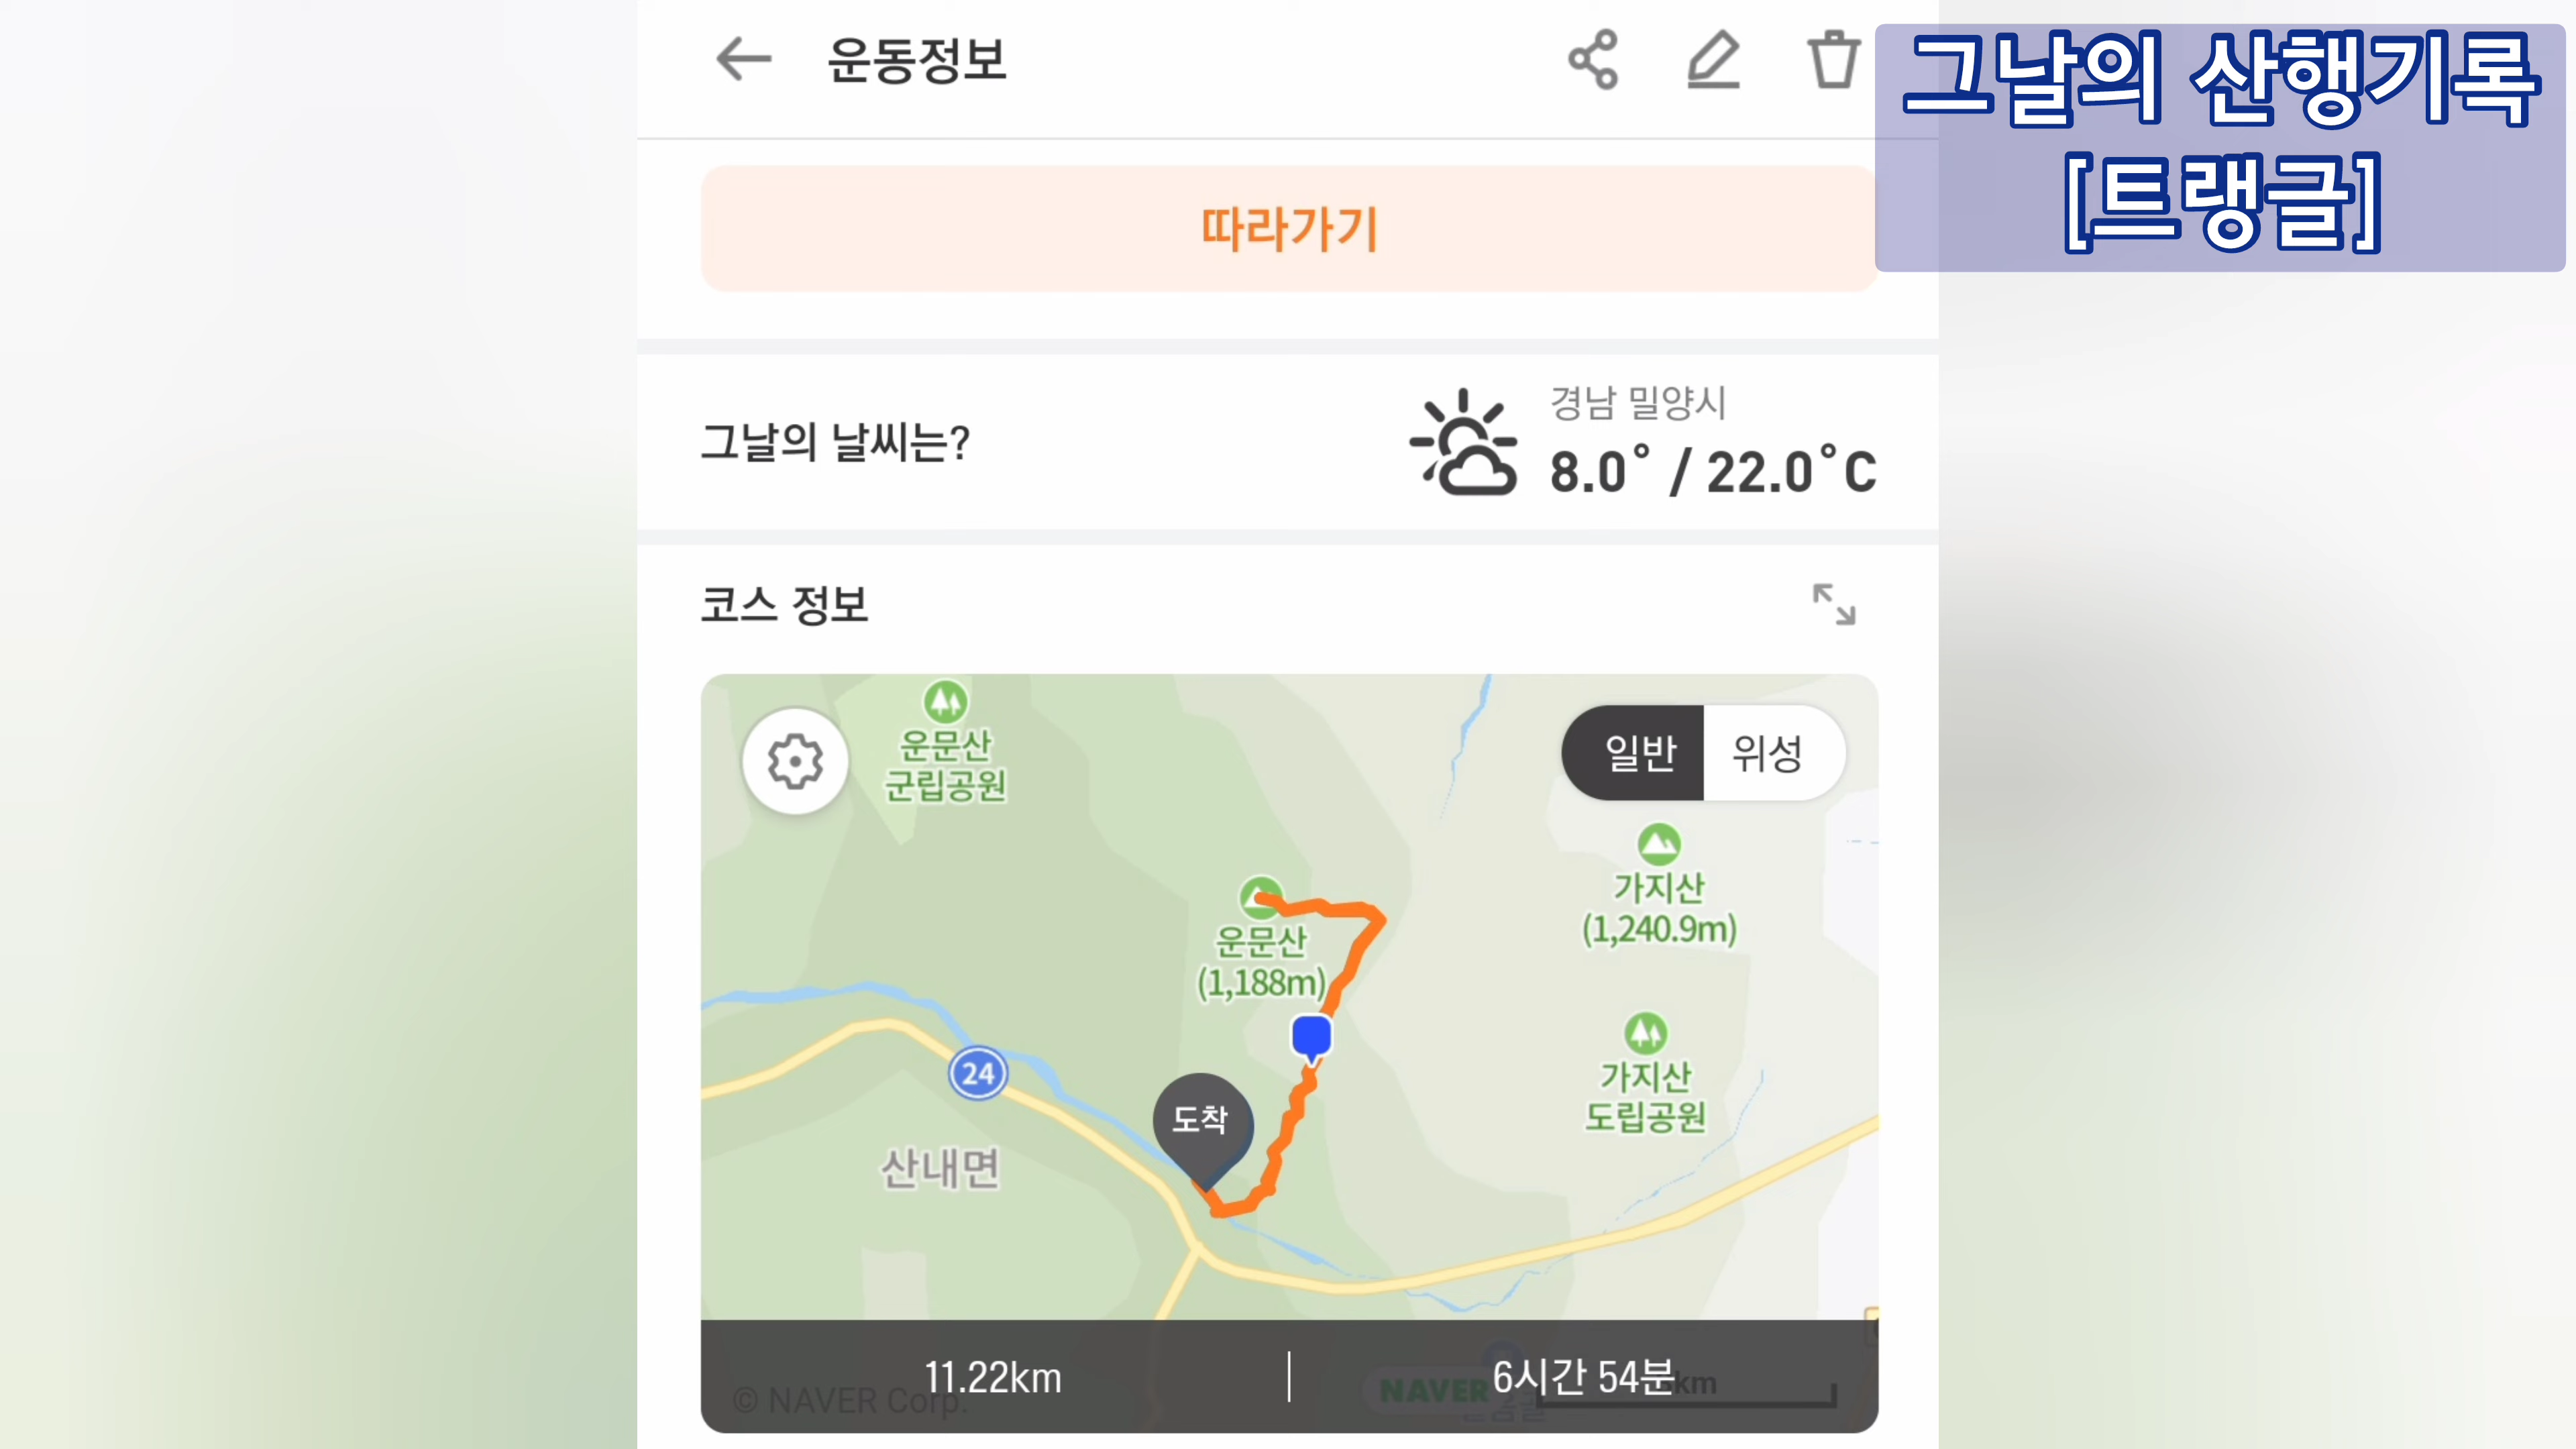 운동정보
그날의 산행기록
[트랭글]
따라가기
그날의 날씨는?
경남 밀양시
8.0° / 22.0°C
코스 정보
운문산
군립공원
일반
위성
가지산
(1,240.9m)
운문산
(1,188m)
24
가지산
도립공원
도착
산내면
11.22km
6시간 54분
© NAVER Corp.
NAVER
km